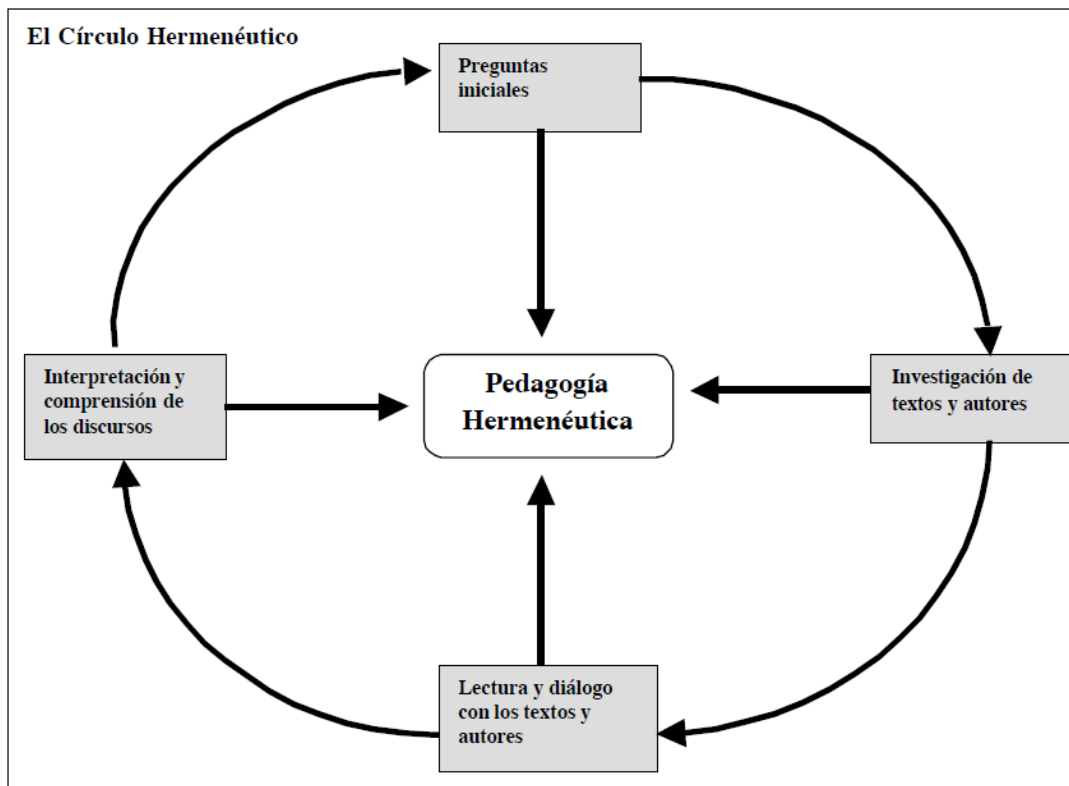 El Círculo Hermenéutico
Preguntas
iniciales
Interpretación y
comprensión de
los discursos
Pedagogía
Hermenéutica
Investigación de
textos y autores
Lectura y diálogo
con los textos y
autores